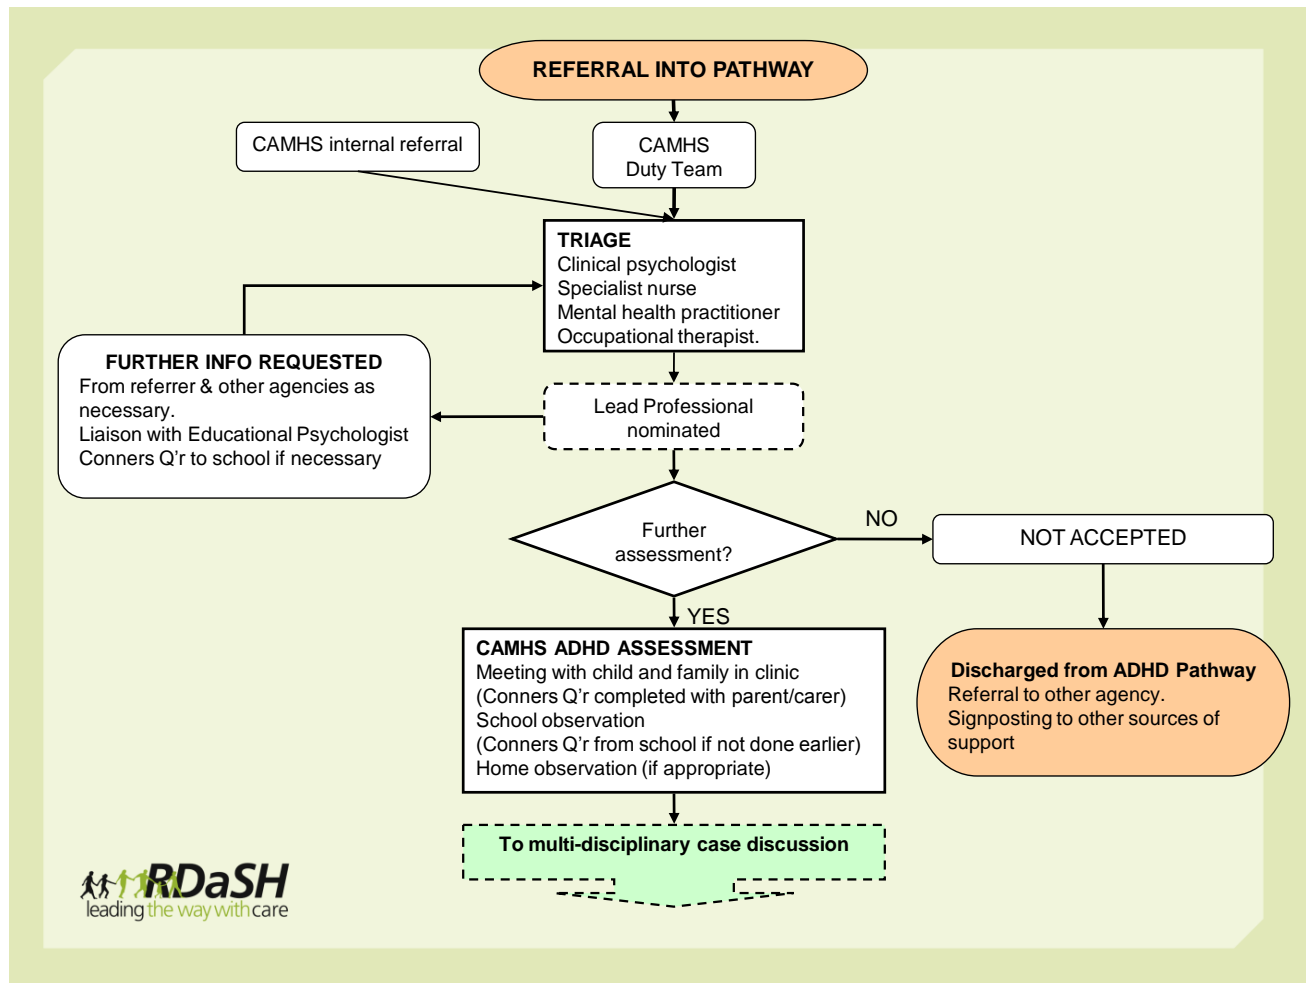 REFERRAL INTO PATHWAY
CAMHS internal referral
CAMHS
Duty Team
TRIAGE
Clinical psychologist
Specialist nurse
Mental health practitioner
Occupational therapist.
FURTHER INFO REQUESTED
From referrer & other agencies as
necessary.
Liaison with Educational Psychologist
Conners Q'r to school if necessary
Lead Professional
nominated
Further
assessment?
NO
NOT ACCEPTED
YES
CAMHS ADHD ASSESSMENT
Meeting with child and family in clinic
(Conners Q'r completed with parent/carer)
School observation
(Conners Q'r from school if not done earlier)
Home observation (if appropriate)
Discharged from ADHD Pathway
Referral to other agency.
Signposting to other sources of
support
To multi-disciplinary case discussion
RDaSH
leading the way with care